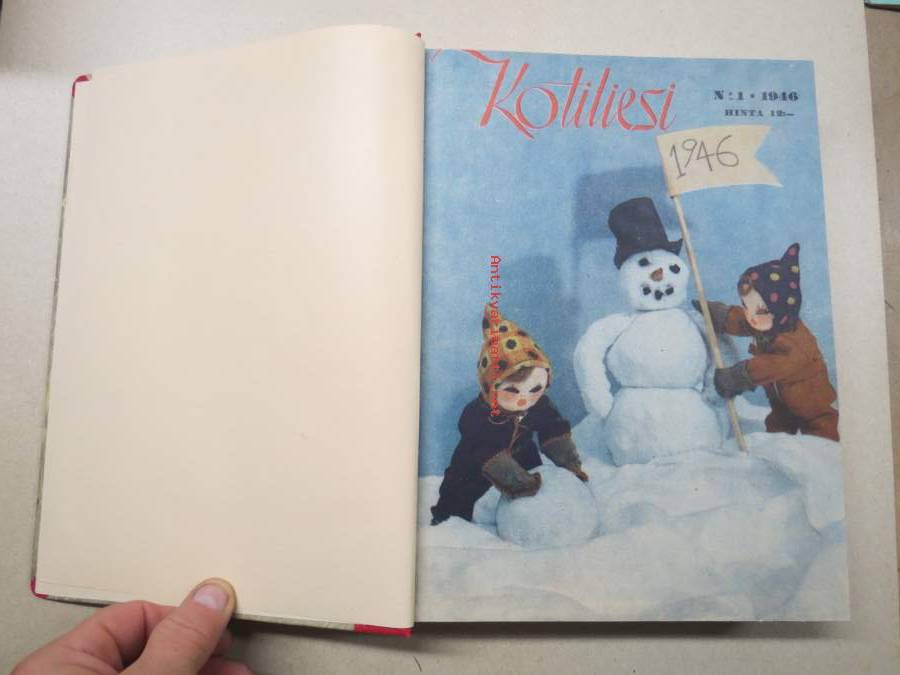 Kotiliesi
N:1 • 1946
HINTA 12:—
1946